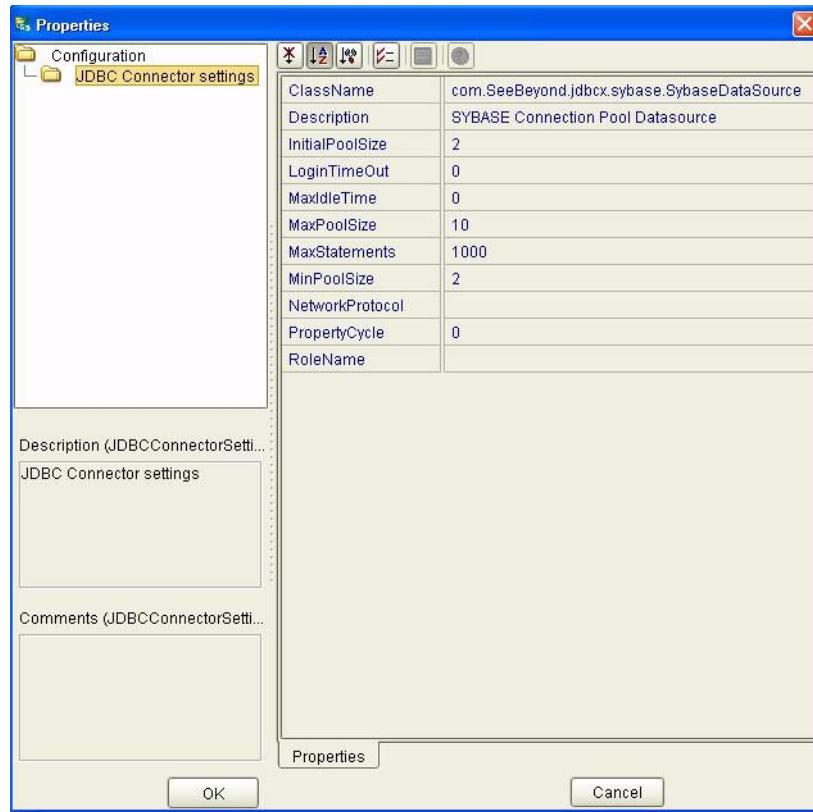 Properties
Configuration
JDBC Connector settings
ClassName com.SeeBeyond.jdbcx.sybase.SybaseDataSource
Description SYBASE Connection Pool Datasource
InitialPoolSize 2
LoginTimeOut 0
MaxIdleTime 0
MaxPoolSize 10
MaxStatements 1000
MinPoolSize 2
NetworkProtocol
PropertyCycle 0
RoleName
Description (JDBCConnectorSetti...
JDBC Connector settings
Comments (JDBCConnectorSetti...
Properties
OK Cancel